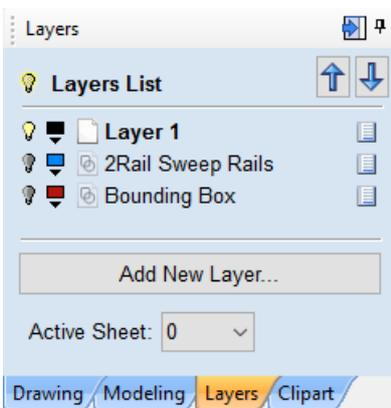 Layers
Layers List
Layer 1
2Rail Sweep Rails
Bounding Box
Add New Layer...
Active Sheet: 0
Drawing Modeling Layers Clipart